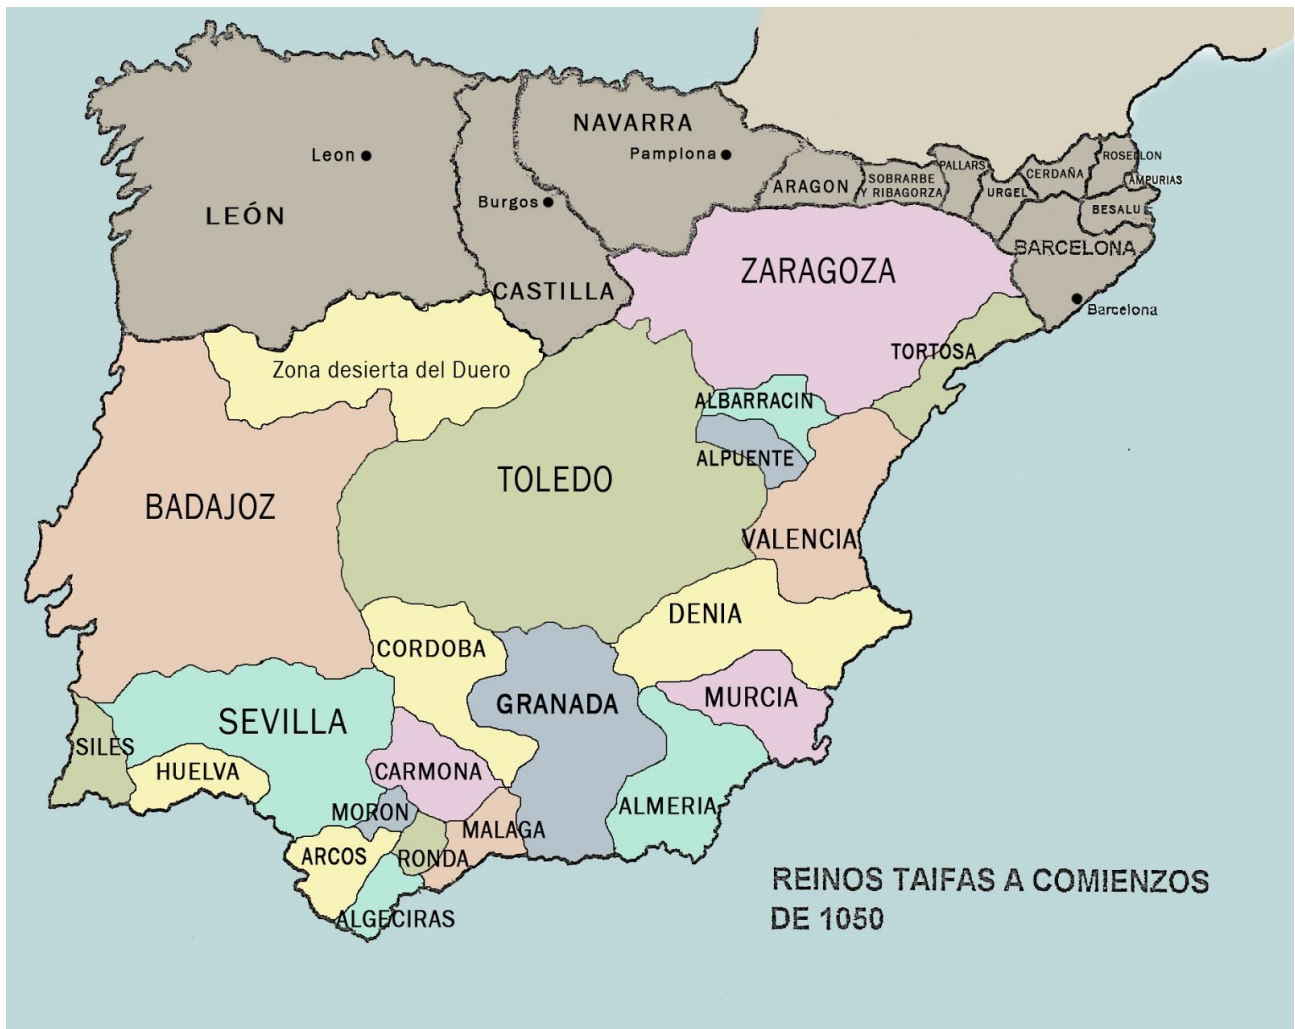 NAVARRA
Pamplona
Leon
LEÓN
Burgos
CASTILLA
ARAGON
SOBRARBE
Y RIBAGORZA
PALLARS
URGEL
CERDAÑA
ROSELLON
AMPURIAS
BESALU
BARCELONA
Barcelona
ZARAGOZA
TORTOSA
Zona desierta del Duero
ALBARRACIN
ALPUENTE
TOLEDO
BADAJOZ
VALENCIA
DENIA
CORDOBA
GRANADA
MURCIA
SEVILLA
SILES
HUELVA
CARMONA
MORON
MALAGA
ALMERIA
ARCOS
RONDA
ALGECIRAS
REINOS TAIFAS A COMIENZOS
DE 1050